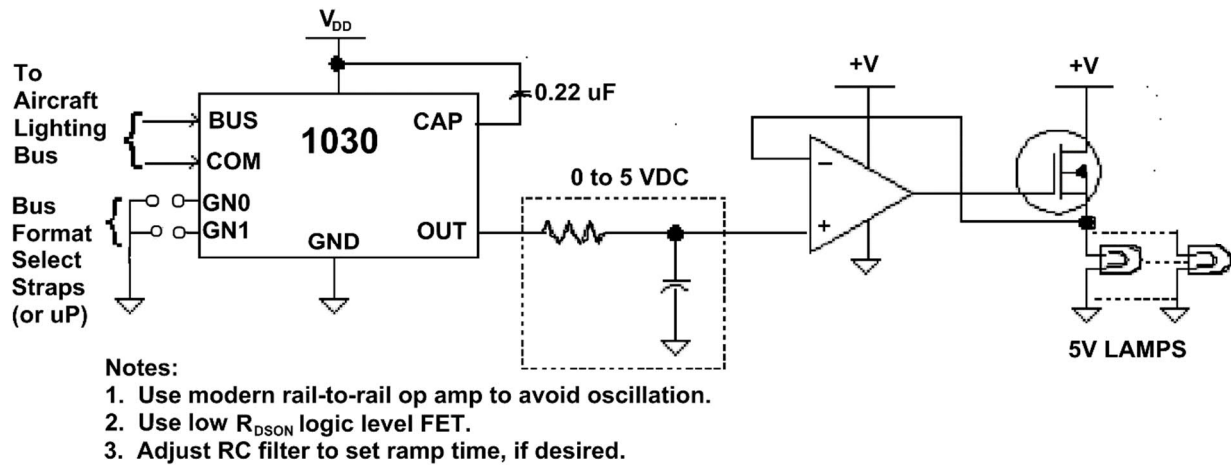 V_DD
To
Aircraft
Lighting
Bus
BUS
COM
GN0
GN1
1030
CAP
OUT
GND
0.22 uF
Bus
Format
Select
Straps
(or uP)
0 to 5 VDC
+V
−
+
+V
5V LAMPS
Notes:
1. Use modern rail-to-rail op amp to avoid oscillation.
2. Use low R_DSON logic level FET.
3. Adjust RC filter to set ramp time, if desired.